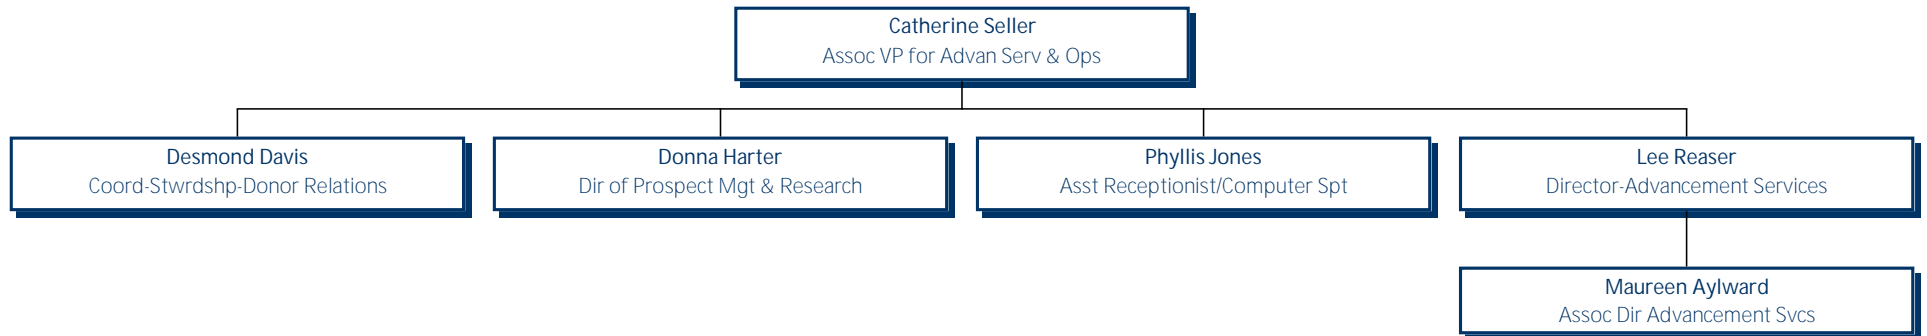 Catherine Seller
Assoc VP for Advan Serv & Ops
Desmond Davis
Coord-Stwrdshp-Donor Relations
Donna Harter
Dir of Prospect Mgt & Research
Phyllis Jones
Asst Receptionist/Computer Spt
Lee Reaser
Director-Advancement Services
Maureen Aylward
Assoc Dir Advancement Svcs